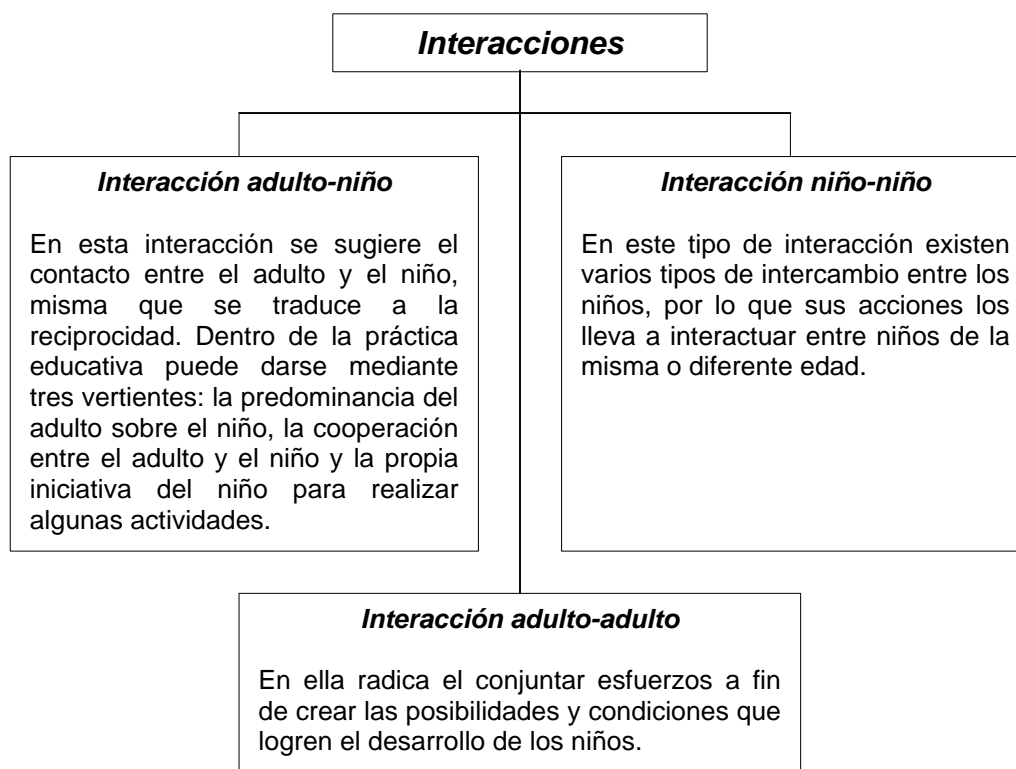 Interacciones
Interacción adulto-niño
En esta interacción se sugiere el
contacto entre el adulto y el niño,
misma que se traduce a la
reciprocidad. Dentro de la práctica
educativa puede darse mediante
tres vertientes: la predominancia del
adulto sobre el niño, la cooperación
entre el adulto y el niño y la propia
iniciativa del niño para realizar
algunas actividades.
Interacción niño-niño
En este tipo de interacción existen
varios tipos de intercambio entre los
niños, por lo que sus acciones los
lleva a interactuar entre niños de la
misma o diferente edad.
Interacción adulto-adulto
En ella radica el conjuntar esfuerzos a fin
de crear las posibilidades y condiciones que
logren el desarrollo de los niños.